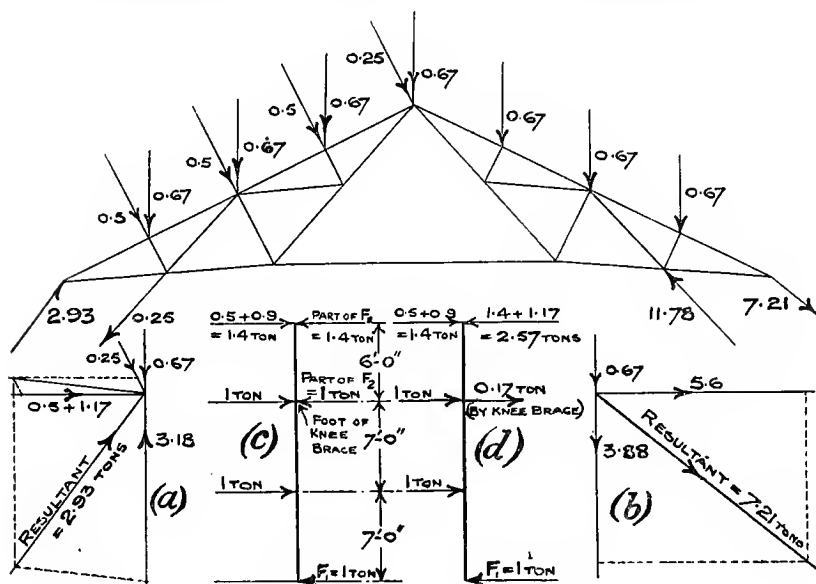 0.25
0.67
0.5
0.67
0.67
0.5
0.67
0.67
0.5
0.67
0.67
2.93
0.25
11.78
7.21
0.5+0.9
= 1.4 TON
PART OF F2
= 1.4 TON
0.5+0.9
= 1.4 TON
1.4 + 1.17
= 2.57 TONS
6'-0"
0.25
0.67
0.5+1.17
3.18
RESULTANT
= 2.93 TONS
(a)
1 TON
PART OF F2
= 1 TON
FOOT OF
KNEE
BRACE
(c)
1 TON
7'-0"
7'-0"
F1 = 1 TON
1 TON
0.17 TON
(BY KNEE BRACE)
(d)
1 TON
F1 = 1 TON
0.67
5.6
3.88
RESULTANT = 7.21 TONS
(b)